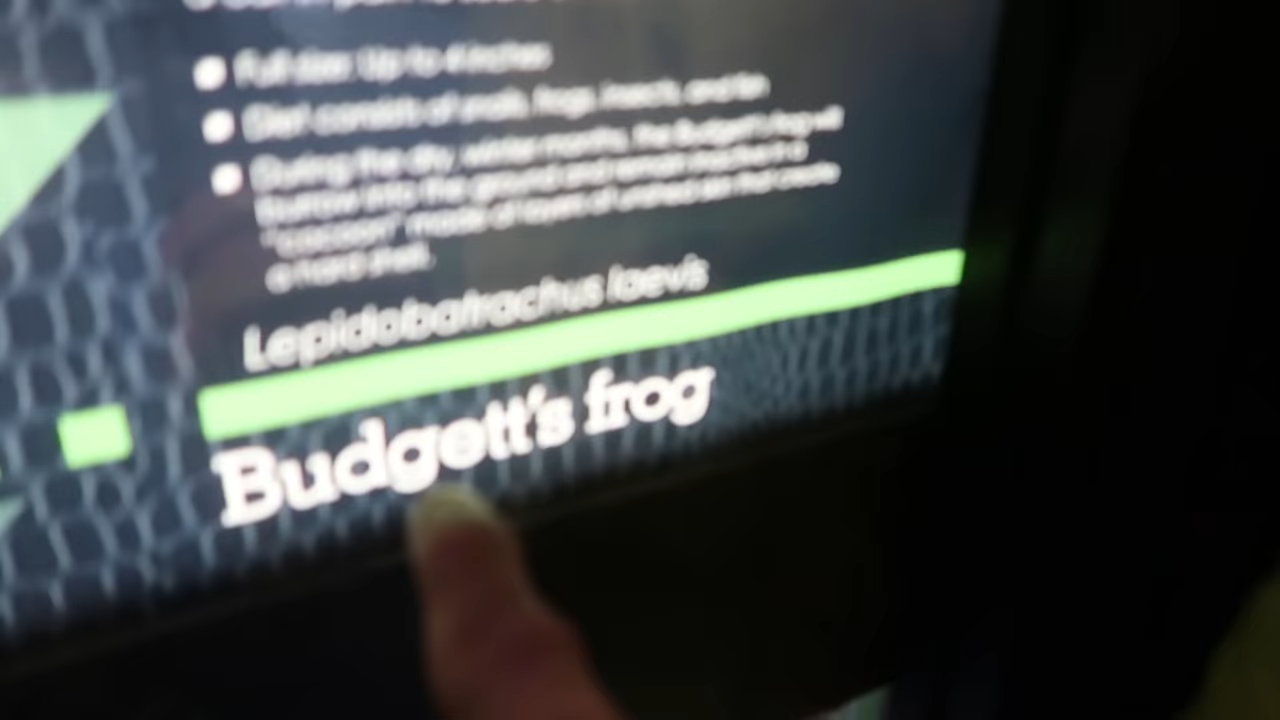 Full size: Up to 4 inches
Diet consists of snails, frogs, insects, and fish
During the dry, winter months, the Budgett's frog will
burrow into the ground and remain inactive in a
"cocoon" made of layers of unshed skin that create
a hard shell.
Lepidobatrachus laevis
Budgett's frog